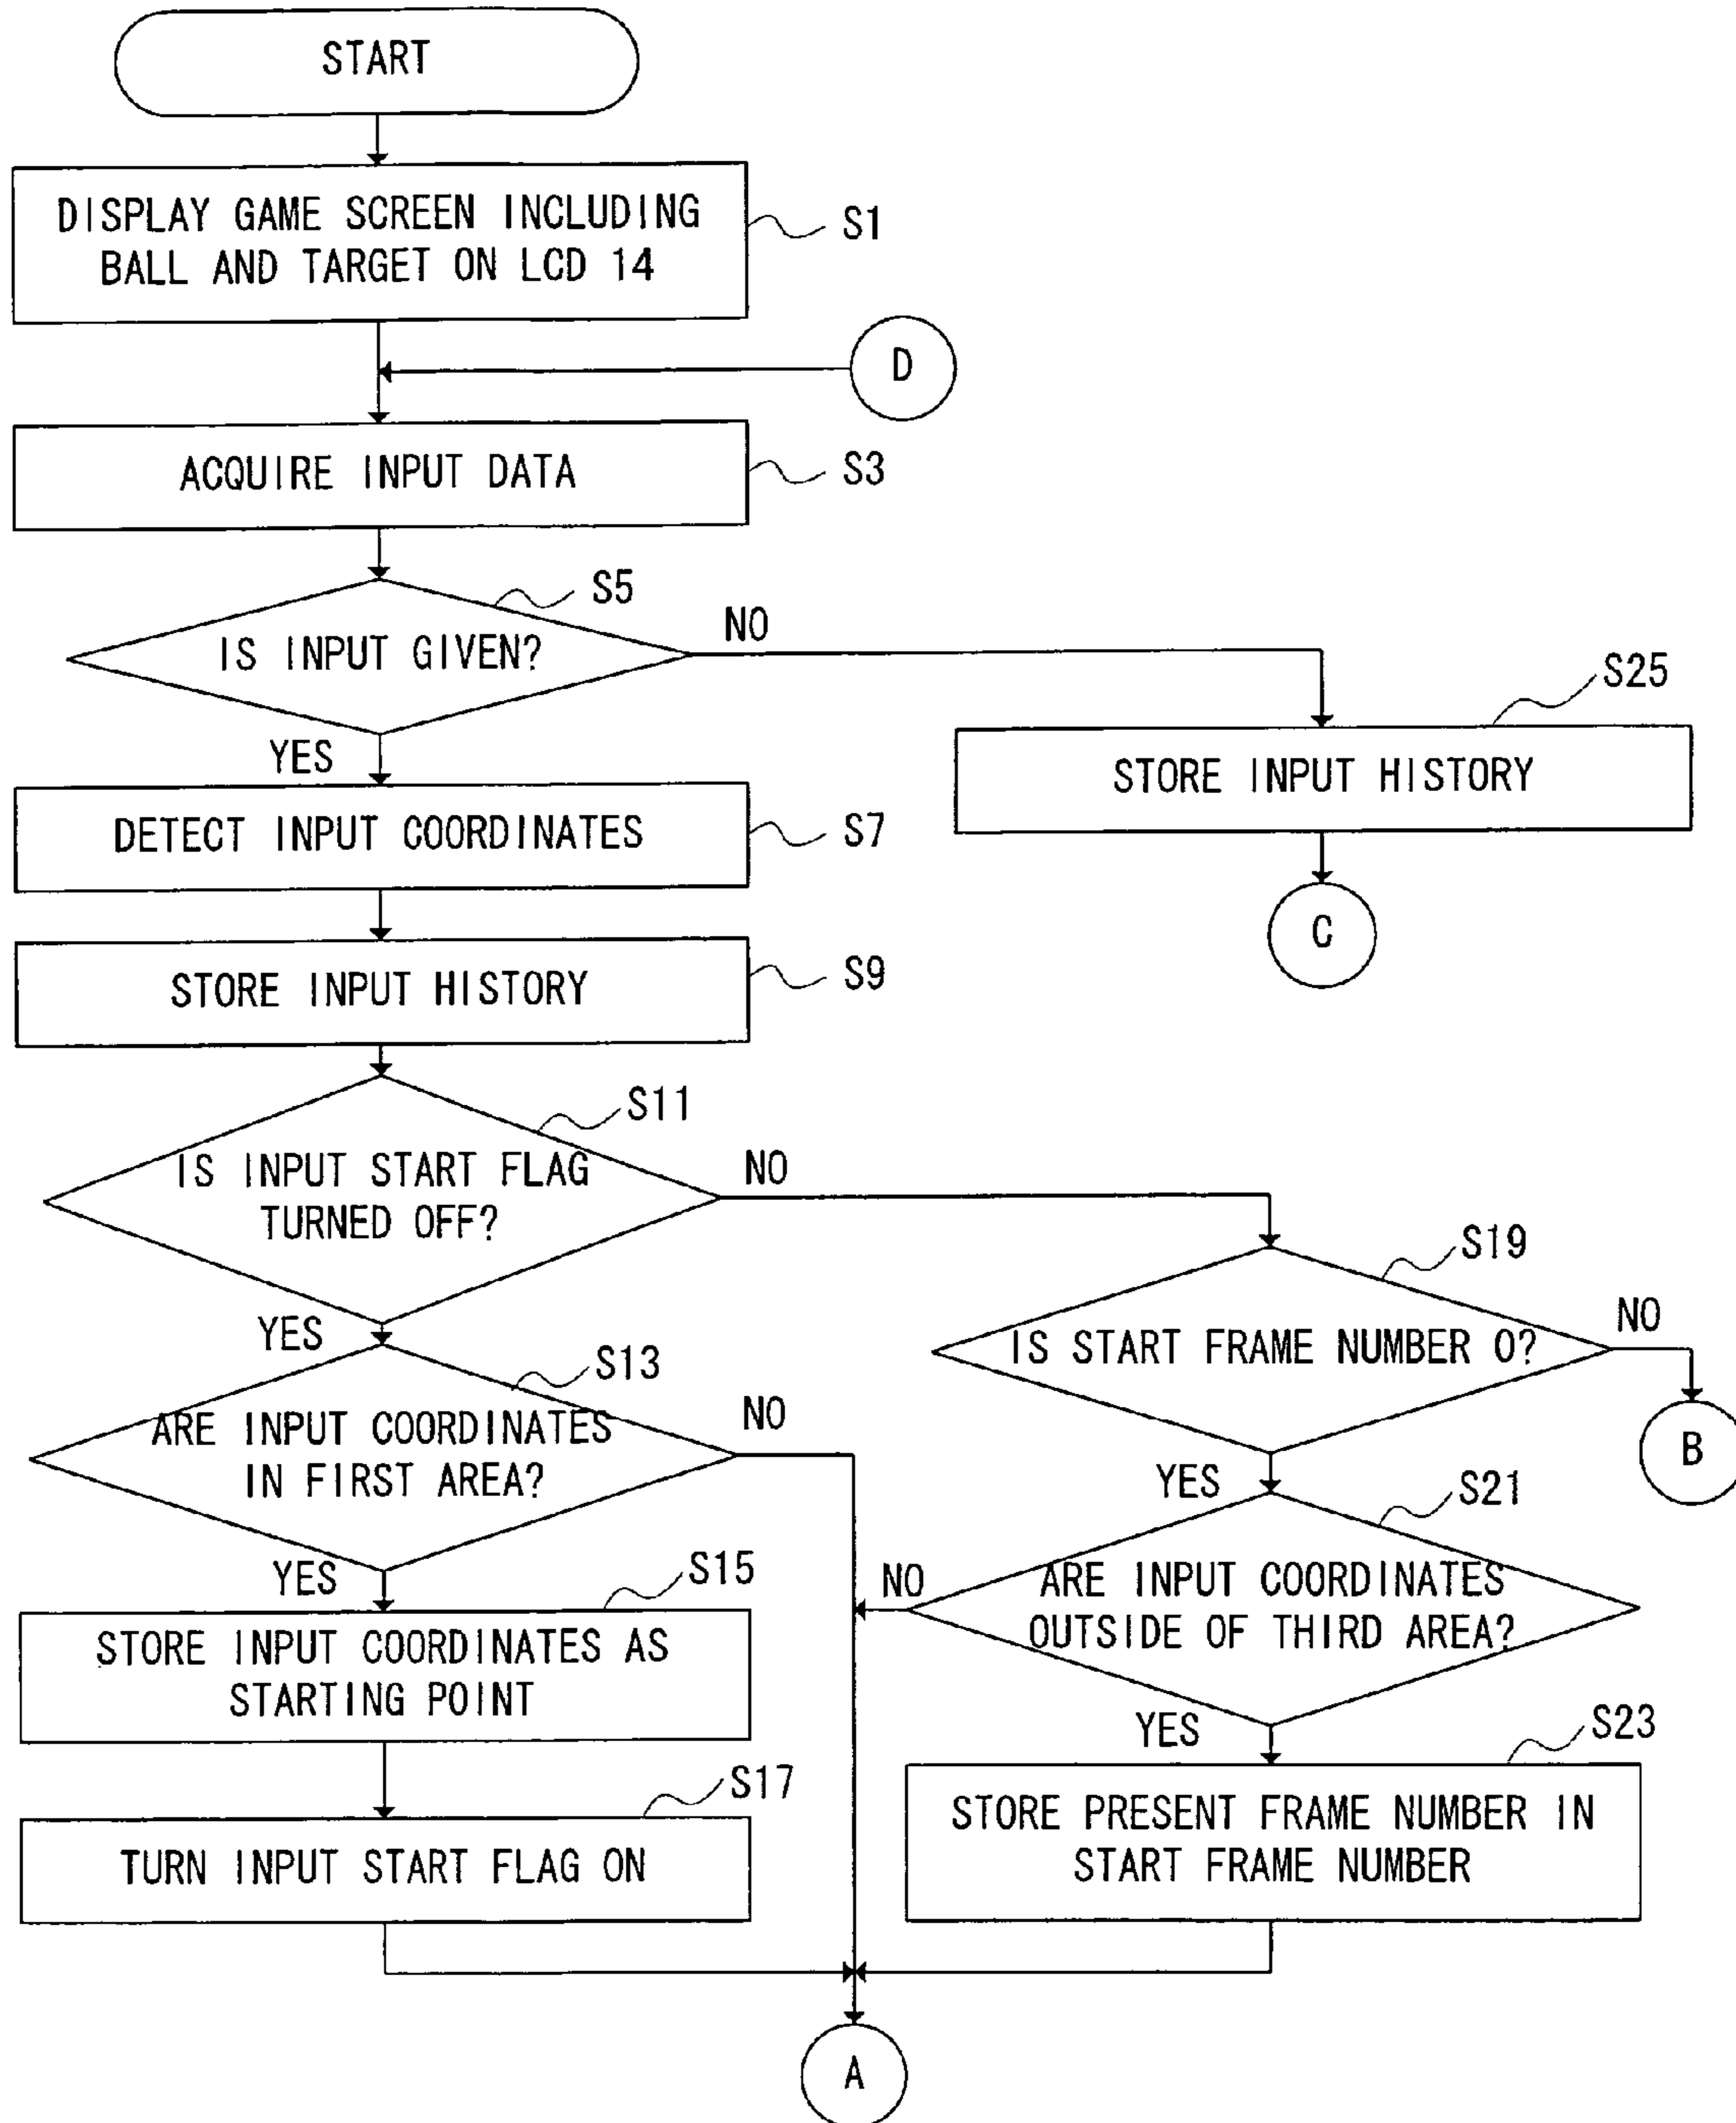 START
DISPLAY GAME SCREEN INCLUDING
BALL AND TARGET ON LCD 14
S1
D
ACQUIRE INPUT DATA
S3
S5
IS INPUT GIVEN?
NO
YES
S25
STORE INPUT HISTORY
C
DETECT INPUT COORDINATES
S7
STORE INPUT HISTORY
S9
S11
IS INPUT START FLAG
TURNED OFF?
NO
YES
S19
IS START FRAME NUMBER 0?
NO
B
YES
S13
ARE INPUT COORDINATES
IN FIRST AREA?
NO
YES
S21
ARE INPUT COORDINATES
OUTSIDE OF THIRD AREA?
NO
YES
S15
STORE INPUT COORDINATES AS
STARTING POINT
S17
TURN INPUT START FLAG ON
S23
STORE PRESENT FRAME NUMBER IN
START FRAME NUMBER
A